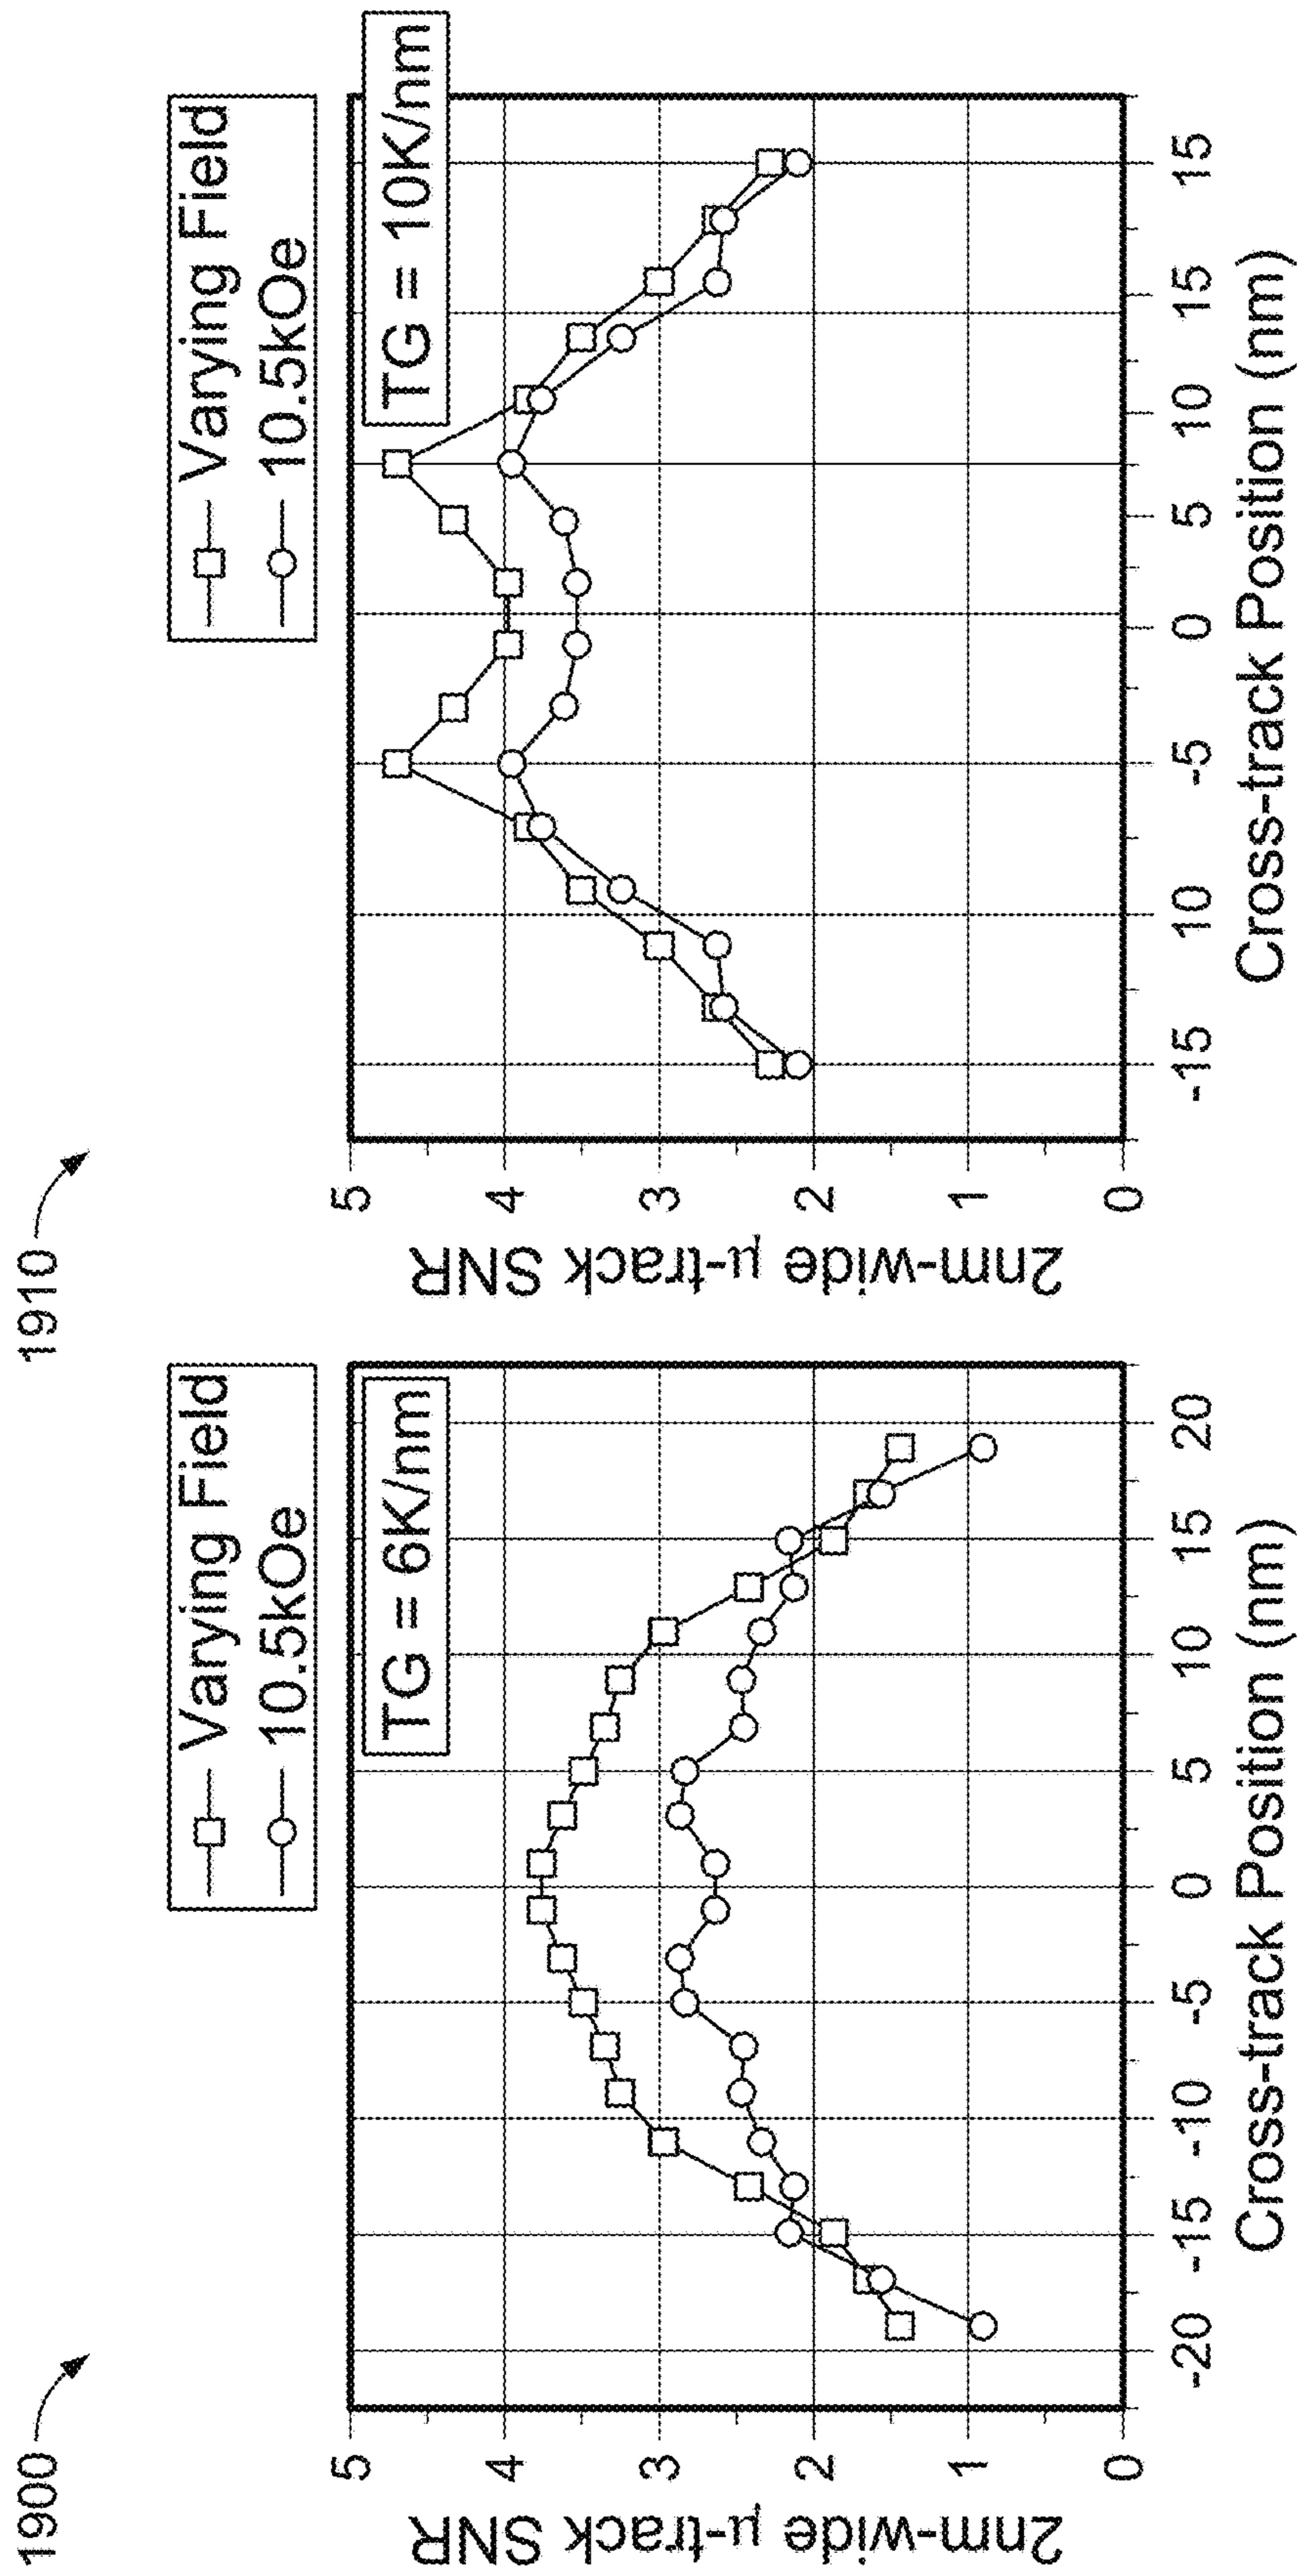 1900
Varying Field
10.5kOe
TG = 6K/nm
2nm-wide μ-track SNR
5
4
3
2
1
0
-20 -15 -10 -5 0 5 10 15 20
Cross-track Position (nm)
1910
Varying Field
10.5kOe
TG = 10K/nm
2nm-wide μ-track SNR
5
4
3
2
1
0
-15 10 -5 0 5 10 15 15
Cross-track Position (nm)